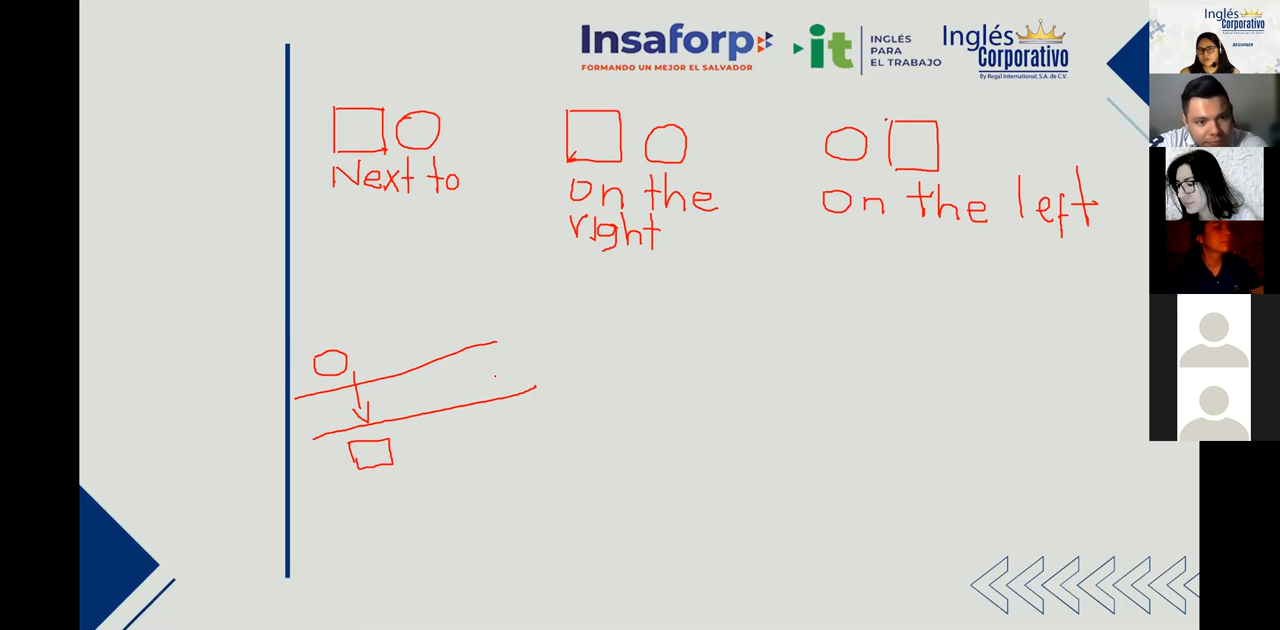 Insaforp
FORMANDO UN MEJOR EL SALVADOR
it
INGLÉS
PARA
EL TRABAJO
Inglés
Corporativo
By Regal International, S.A. de C.V.
Inglés
Corporativo
BEGINNER
Next to
on the
right
on the left